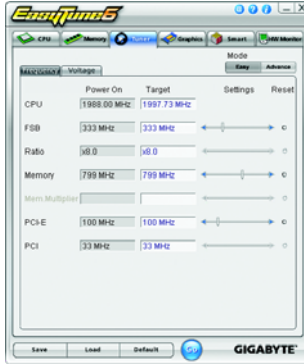 EasyTune6
CPU Memory Tuner Graphics Smart HW Monitor
Mode
Easy Advance
Voltage
Power On Target Settings Reset
CPU 1988.00 MHz 1997.73 MHz
FSB 333 MHz 333 MHz
Ratio x8.0 x8.0
Memory 799 MHz 799 MHz
Mem.Multiplier
PCI-E 100 MHz 100 MHz
PCI 33 MHz 33 MHz
Save Load Default GO GIGABYTE